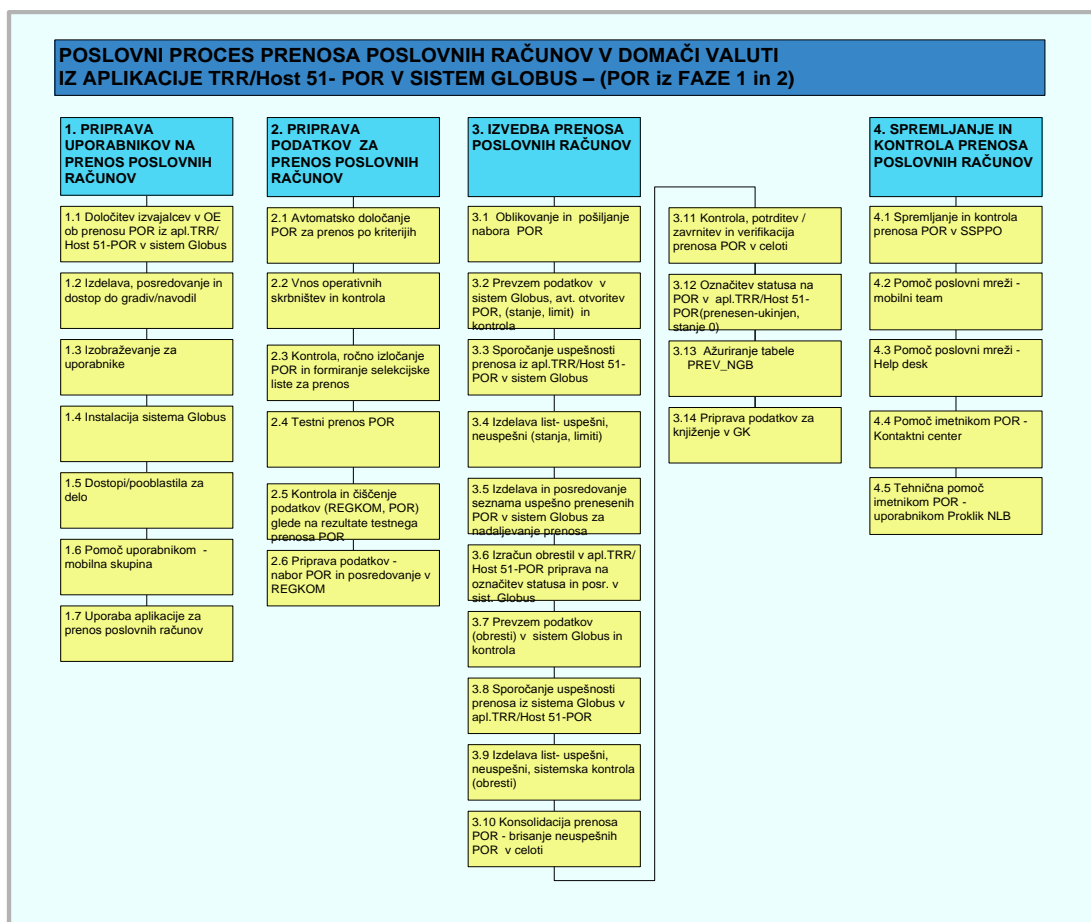 POSLOVNI PROCES PRENOSA POSLOVNIH RAČUNOV V DOMAČI VALUTI
IZ APLIKACIJE TRR/Host 51- POR V SISTEM GLOBUS – (POR iz FAZE 1 in 2)
1. PRIPRAVA
UPORABNIKOV NA
PRENOS POSLOVNIH
RAČUNOV
1.1 Določitev izvajalcev v OE
ob prenosu POR iz apl.TRR/
Host 51-POR v sistem Globus
1.2 Izdelava, posredovanje in
dostop do gradiv/navodil
1.3 Izobraževanje za
uporabnike
1.4 Instalacija sistema Globus
1.5 Dostopi/pooblastila za
delo
1.6 Pomoč uporabnikom -
mobilna skupina
1.7 Uporaba aplikacije za
prenos poslovnih računov
2. PRIPRAVA
PODATKOV ZA
PRENOS POSLOVNIH
RAČUNOV
2.1 Avtomatsko določanje
POR za prenos po kriterijih
2.2 Vnos operativnih
skrbništev in kontrola
2.3 Kontrola, ročno izločanje
POR in formiranje selekcijske
liste za prenos
2.4 Testni prenos POR
2.5 Kontrola in čiščenje
podatkov (REGKOM, POR)
glede na rezultate testnega
prenosa POR
2.6 Priprava podatkov -
nabor POR in posredovanje v
REGKOM
3. IZVEDBA PRENOSA
POSLOVNIH RAČUNOV
3.1 Oblikovanje in pošiljanje
nabora POR
3.2 Prevzem podatkov v
sistem Globus, avt. otvoritev
POR, (stanje, limit) in
kontrola
3.3 Sporočanje uspešnosti
prenosa iz apl.TRR/Host 51-
POR v sistem Globus
3.4 Izdelava list- uspešni,
neuspešni (stanja, limiti)
3.5 Izdelava in posredovanje
seznama uspešno prenesenih
POR v sistem Globus za
nadaljevanje prenosa
3.6 Izračun obrestil v apl.TRR/
Host 51-POR priprava na
označitev statusa in posr. v
sist. Globus
3.7 Prevzem podatkov
(obresti) v sistem Globus in
kontrola
3.8 Sporočanje uspešnosti
prenosa iz sistema Globus v
apl.TRR/Host 51-POR
3.9 Izdelava list- uspešni,
neuspešni, sistemska kontrola
(obresti)
3.10 Konsolidacija prenosa
POR - brisanje neuspešnih
POR v celoti
3.11 Kontrola, potrditev /
zavrnitev in verifikacija
prenosa POR v celoti
3.12 Označitev statusa na
POR v apl.TRR/Host 51-
POR(prenesen-ukinjen,
stanje 0)
3.13 Ažuriranje tabele
PREV_NGB
3.14 Priprava podatkov za
knjiženje v GK
4. SPREMLJANJE IN
KONTROLA PRENOSA
POSLOVNIH RAČUNOV
4.1 Spremljanje in kontrola
prenosa POR v SSPPO
4.2 Pomoč poslovni mreži -
mobilni team
4.3 Pomoč poslovni mreži -
Help desk
4.4 Pomoč imetnikom POR -
Kontaktni center
4.5 Tehnična pomoč
imetnikom POR -
uporabnikom Proklik NLB